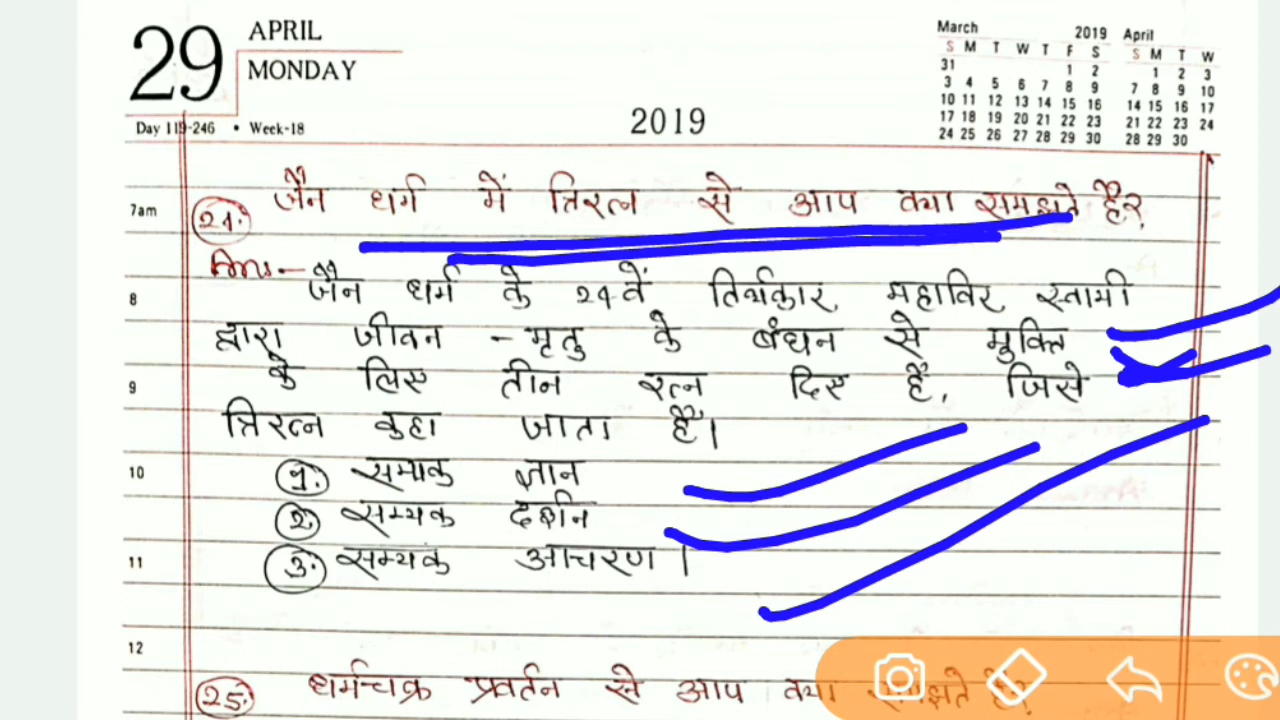 29
APRIL
MONDAY
Day 119-246 • Week-18
2019
March 2019
S M T W T F S
31 1 2
3 4 5 6 7 8 9
10 11 12 13 14 15 16
17 18 19 20 21 22 23
24 25 26 27 28 29 30
April
S M T W
1 2 3
7 8 9 10
14 15 16 17
21 22 23 24
28 29 30
7am
24. जैन धर्म में त्रिरत्न से आप क्या समझते हैं?
Ans:-
8
जैन धर्म के 24वें तिर्थकार महाविर स्वामी
द्वारा जीवन - मृतु के बंधन से मुक्ति
9
के लिए तीन रत्न दिए हैं, जिसे
त्रिरत्न कहा जाता हैं।
10
1. सम्यक ज्ञान
2. सम्यक दर्शन
11
3. सम्यक आचरण।
12
25. धर्मचक्र प्रवर्तन से आप क्या समझते हैं?